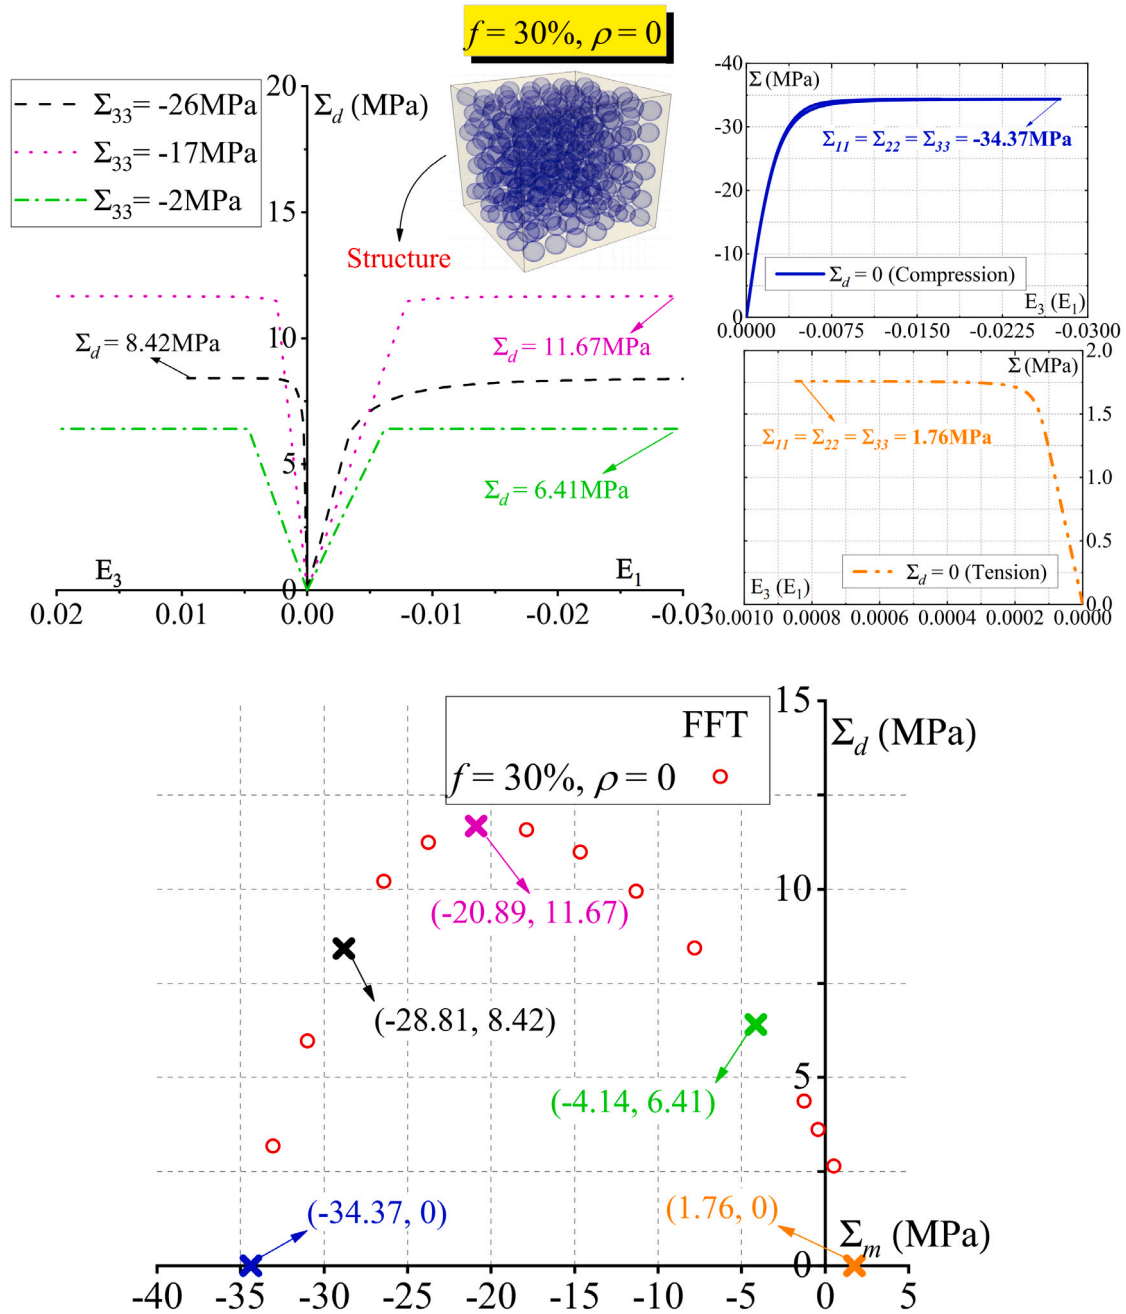 f = 30%, ρ = 0
Σ33= -26MPa
Σ33= -17MPa
Σ33= -2MPa
20
Σd (MPa)
15
Structure
10
Σd = 8.42MPa
Σd = 11.67MPa
5
Σd = 6.41MPa
E3
0
E1
0.02
0.01
0.00
-0.01
-0.02
-0.03
-40
Σ (MPa)
-30
Σ11 = Σ22 = Σ33 = -34.37MPa
-20
-10
Σd = 0 (Compression)
E3 (E1)
0
0.0000
-0.0075
-0.0150
-0.0225
-0.0300
2.0
Σ (MPa)
1.5
Σ11 = Σ22 = Σ33 = 1.76MPa
1.0
0.5
Σd = 0 (Tension)
E3 (E1)
0.0
0.0010
0.0008
0.0006
0.0004
0.0002
0.0000
15
FFT
Σd (MPa)
f = 30%, ρ = 0
10
(-20.89, 11.67)
(-28.81, 8.42)
5
(-4.14, 6.41)
(-34.37, 0)
(1.76, 0)
Σm (MPa)
0
-40
-35
-30
-25
-20
-15
-10
-5
0
5